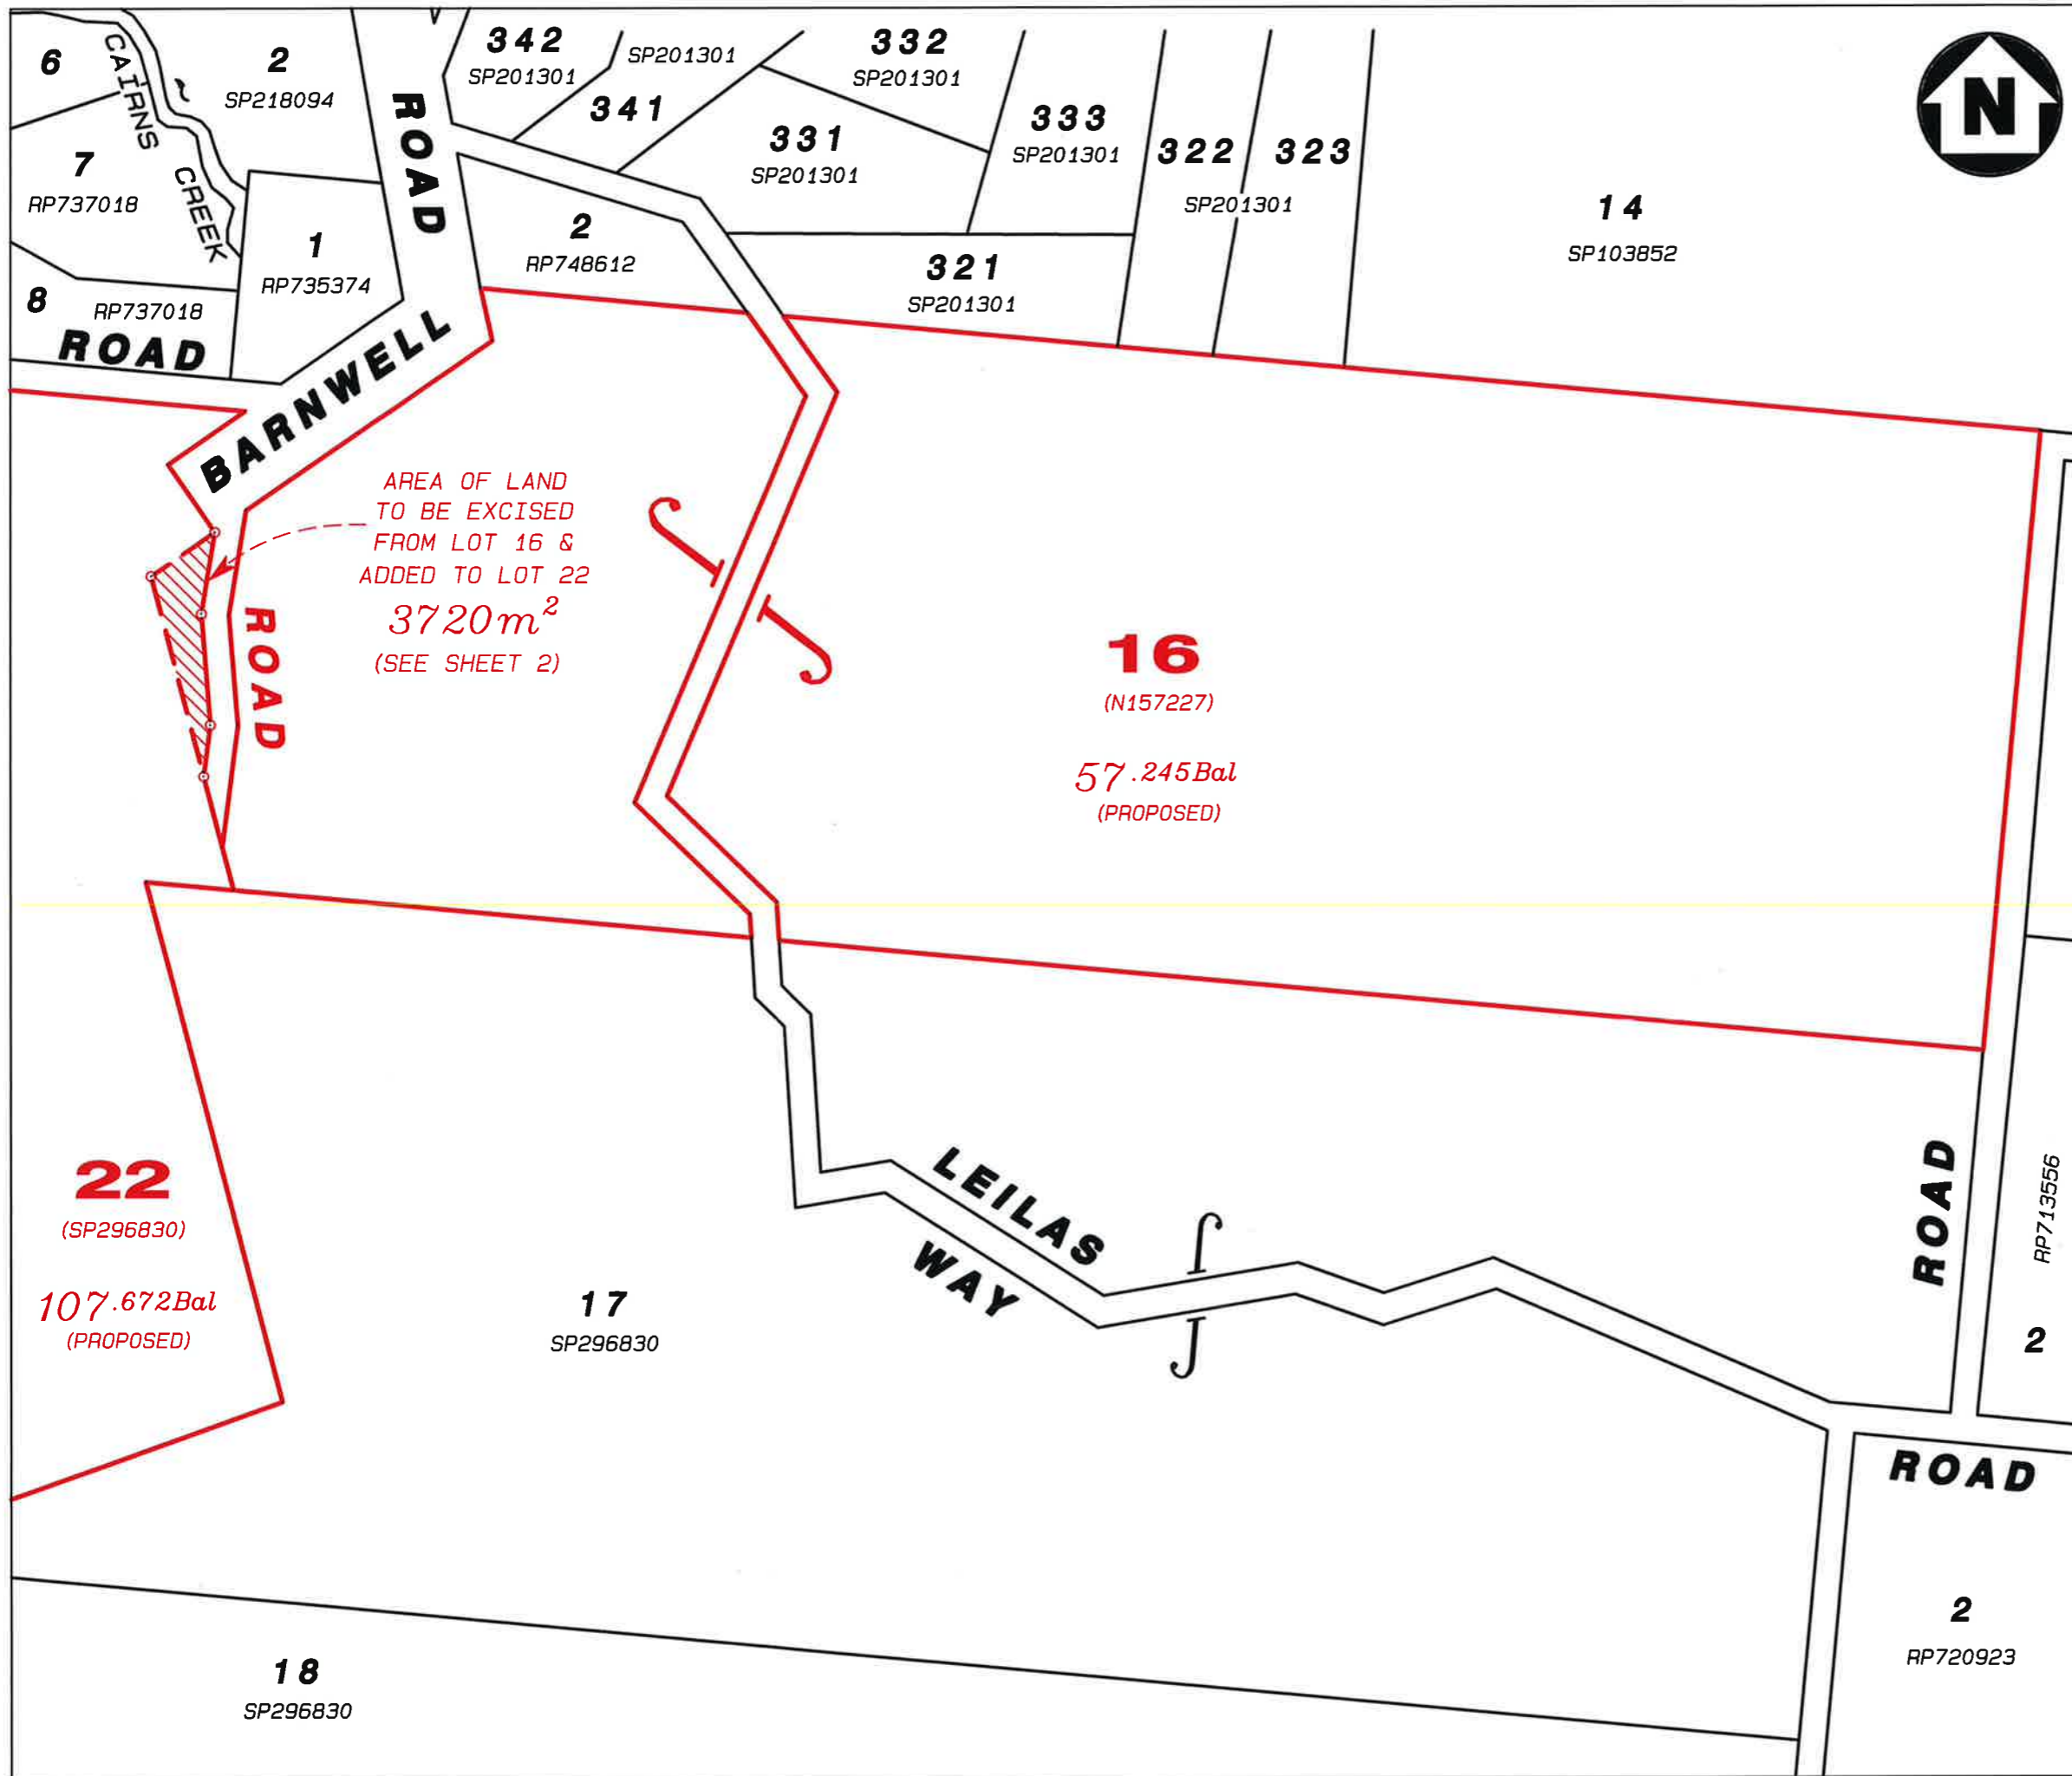 6
CAIRNS
CREEK
2
SP218094
ROAD
342
SP201301
SP201301
341
332
SP201301
331
SP201301
333
SP201301
322
323
SP201301
14
SP103852
N
7
RP737018
1
RP735374
2
RP748612
321
SP201301
8
RP737018
ROAD
BARNWELL
AREA OF LAND
TO BE EXCISED
FROM LOT 16 &
ADDED TO LOT 22
3720m²
(SEE SHEET 2)
ROAD
16
(N157227)
57.245Bal
(PROPOSED)
22
(SP296830)
107.672Bal
(PROPOSED)
17
SP296830
LEILAS
WAY
ROAD
RP713556
2
ROAD
2
RP720923
18
SP296830